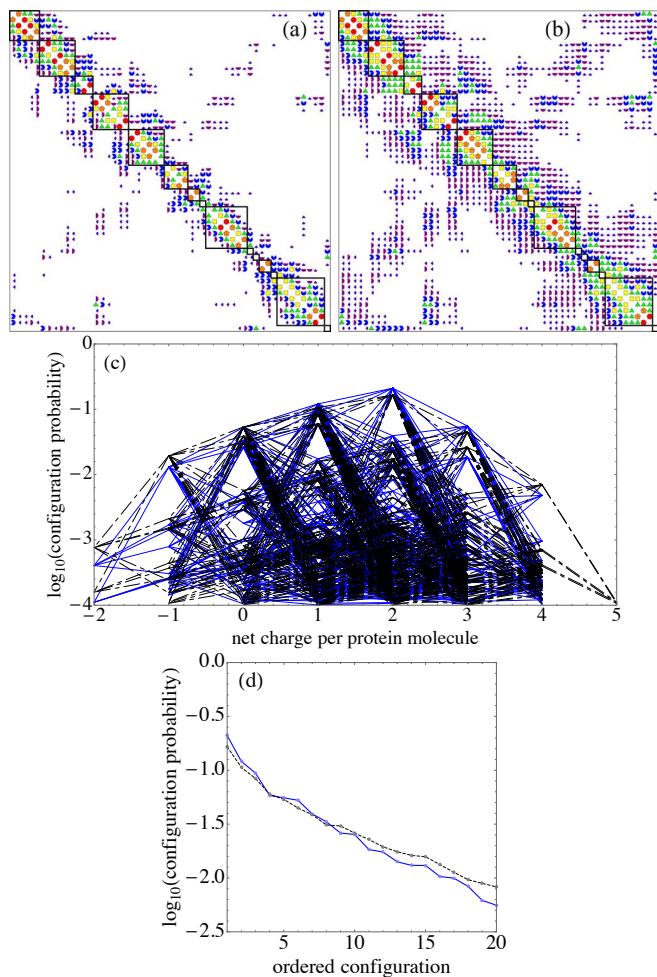 (a)
(b)
(c)
0
−1
−2
−3
−4
log10(configuration probability)
−2
−1
0
1
2
3
4
5
net charge per protein molecule
(d)
0.0
−0.5
−1.0
−1.5
−2.0
−2.5
log10(configuration probability)
5
10
15
20
ordered configuration